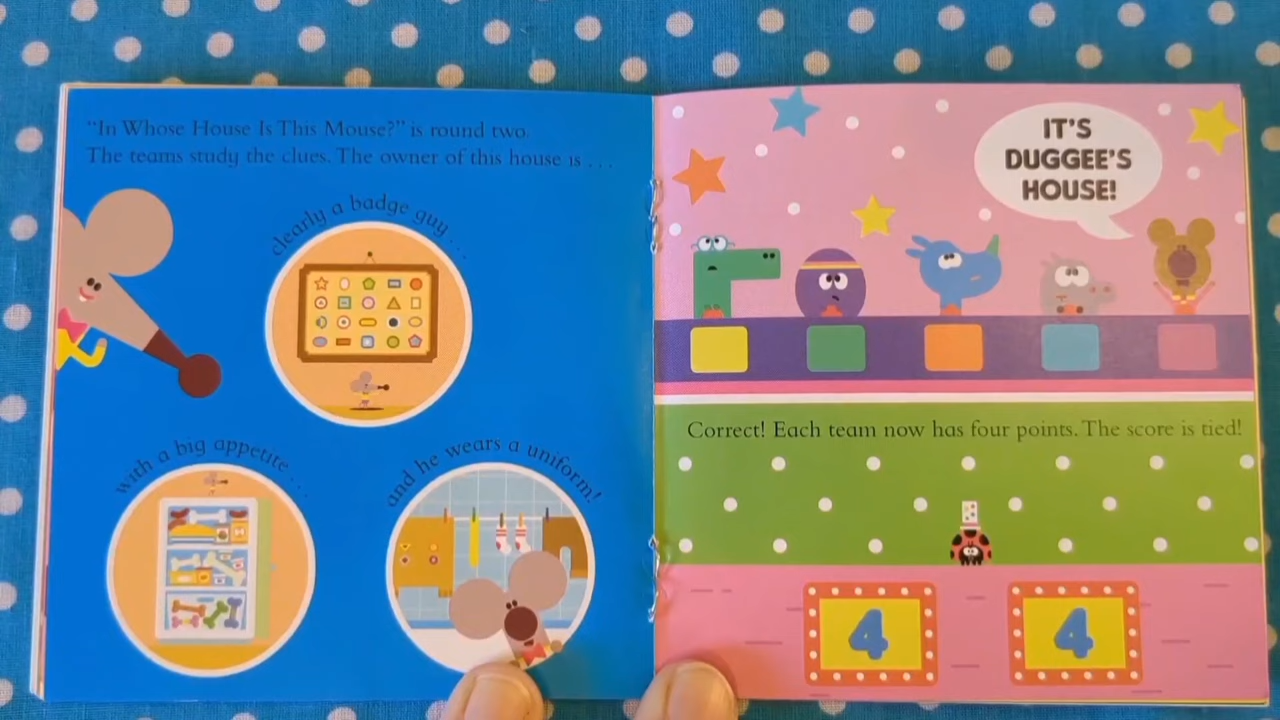 "In Whose House Is This Mouse?" is round two.
The teams study the clues. The owner of this house is . . .
clearly a badge guy . . .
with a big appetite . . .
and he wears a uniform!
IT'S
DUGGEE'S
HOUSE!
Correct! Each team now has four points. The score is tied!
4
4